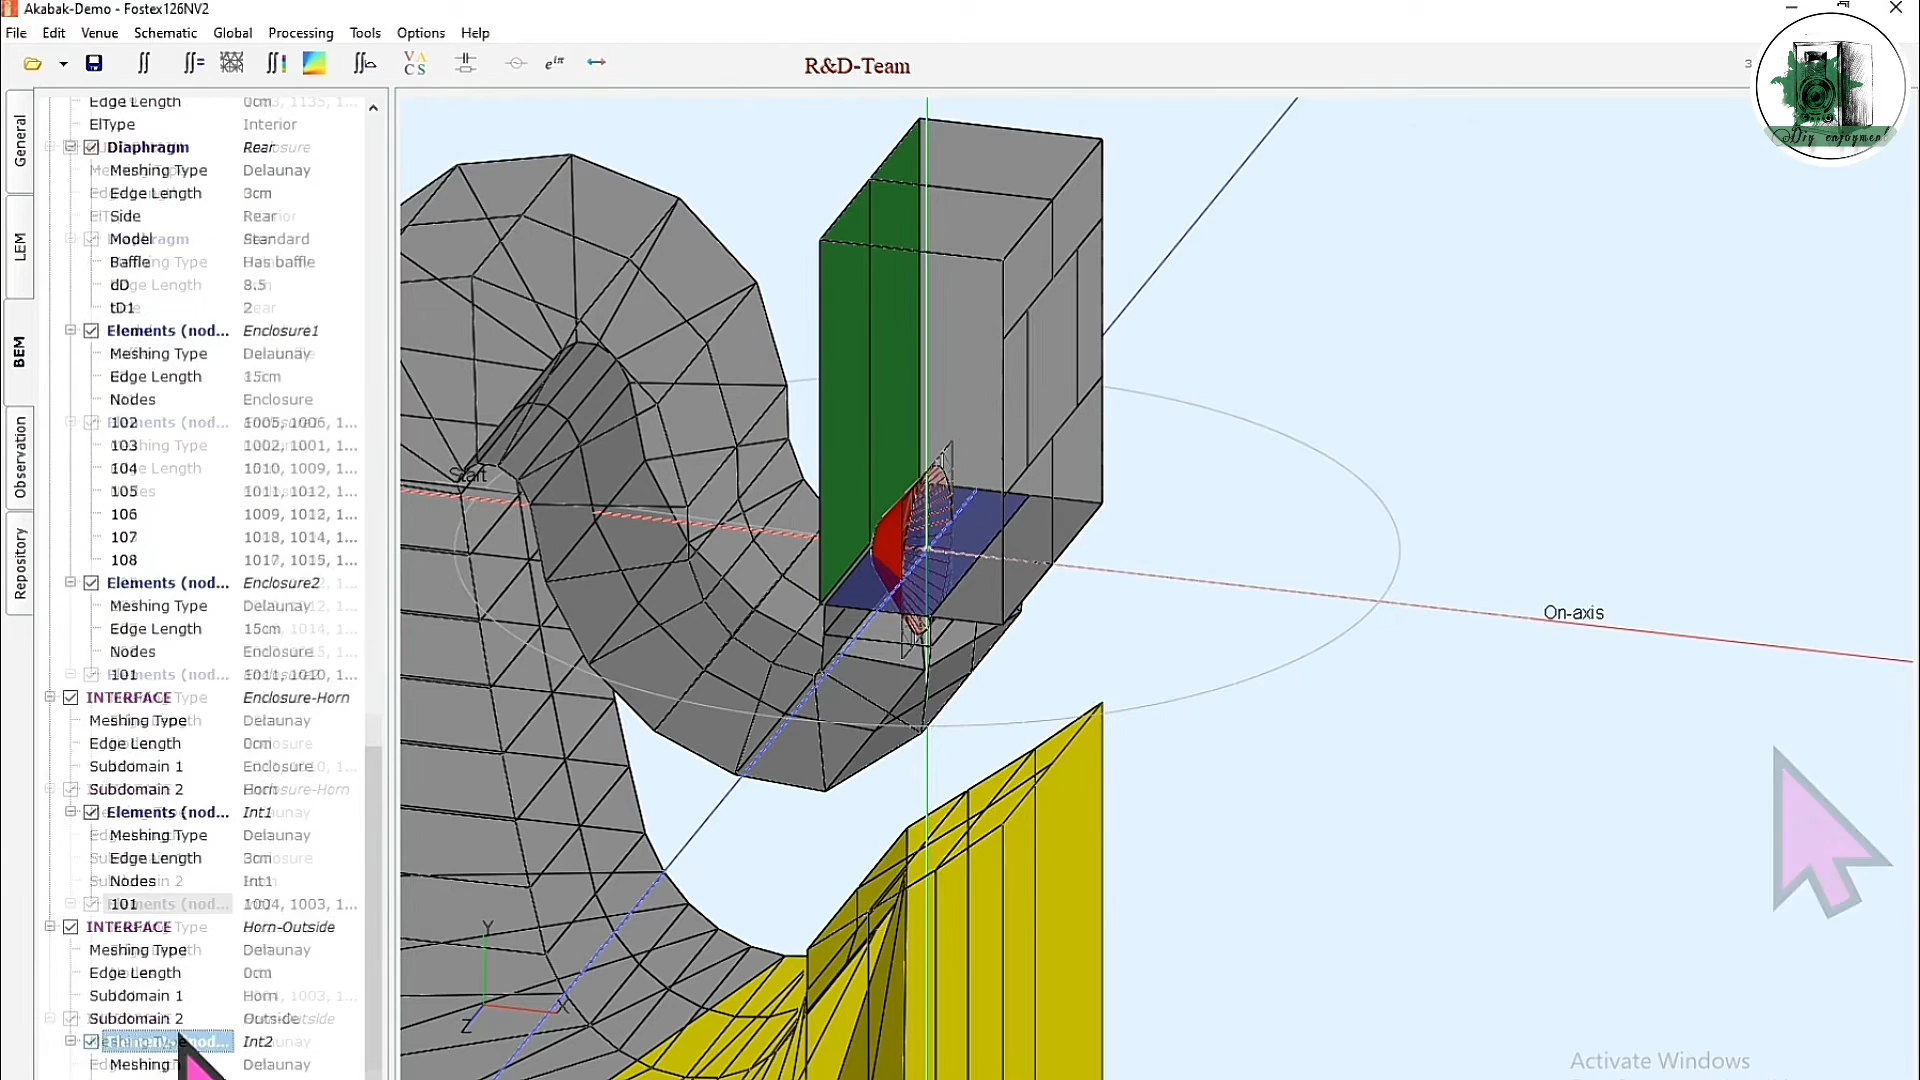 Akabak-Demo - Fostex126NV2
File Edit Venue Schematic Global Processing Tools Options Help
R&D-Team
VA
CS
Diy enjoyment
General
LEM
BEM
Observation
Repository
Edge Length 0cm
ElType Interior
Diaphragm Rear
Meshing Type Delaunay
Edge Length 3cm
Side Rear
Model Standard
Baffle Has baffle
dD 8.5
tD1 2
Elements (nod... Enclosure1
Meshing Type Delaunay
Edge Length 15cm
Nodes Enclosure
102 1005, 1006, 1...
103 1002, 1001, 1...
104 1010, 1009, 1...
105 1011, 1012, 1...
106 1009, 1012, 1...
107 1018, 1014, 1...
108 1017, 1015, 1...
Elements (nod... Enclosure2
Meshing Type Delaunay
Edge Length 15cm
Nodes Enclosure
101 1011, 1010, 1...
INTERFACE Enclosure-Horn
Meshing Type Delaunay
Edge Length 0cm
Subdomain 1 Enclosure
Subdomain 2 Horn
Elements (nod... Int1
Meshing Type Delaunay
Edge Length 3cm
Nodes Int1
101 1004, 1003, 1...
INTERFACE Horn-Outside
Meshing Type Delaunay
Edge Length 0cm
Subdomain 1 Horn
Subdomain 2 Outside
Elements (nod... Int2
Meshing Delaunay
Start
On-axis
Y
X
Z
Activate Windows